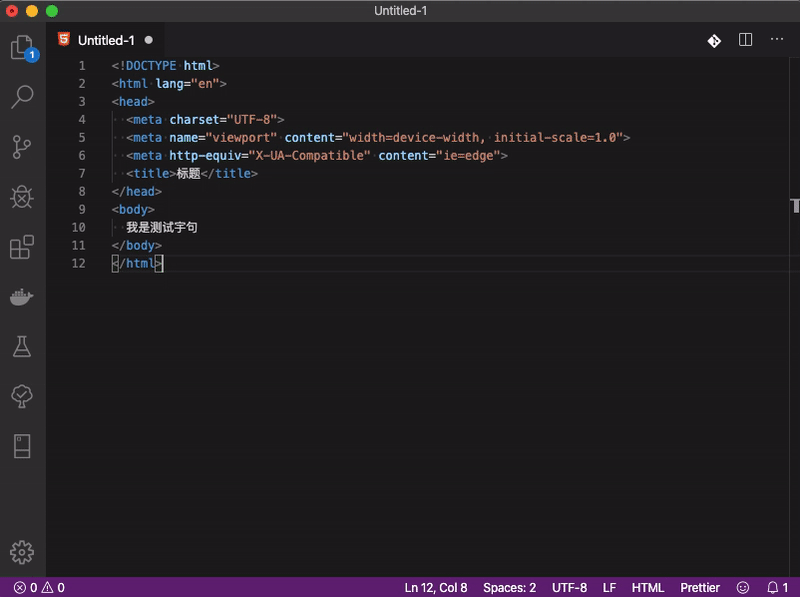 Untitled-1
Untitled-1
1
1 <!DOCTYPE html>
2 <html lang="en">
3 <head>
4 <meta charset="UTF-8">
5 <meta name="viewport" content="width=device-width, initial-scale=1.0">
6 <meta http-equiv="X-UA-Compatible" content="ie=edge">
7 <title>标题</title>
8 </head>
9 <body>
10 我是测试字句
11 </body>
12 </html>
0 0 Ln 12, Col 8 Spaces: 2 UTF-8 LF HTML Prettier 1